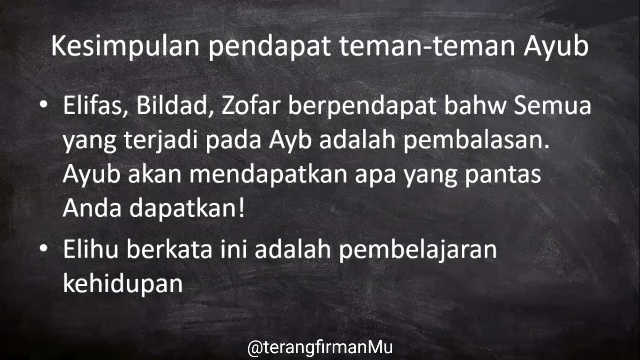 Kesimpulan pendapat teman-teman Ayub
• Elifas, Bildad, Zofar berpendapat bahw Semua
yang terjadi pada Ayb adalah pembalasan.
Ayub akan mendapatkan apa yang pantas
Anda dapatkan!
• Elihu berkata ini adalah pembelajaran
kehidupan
@terangfirmanMu